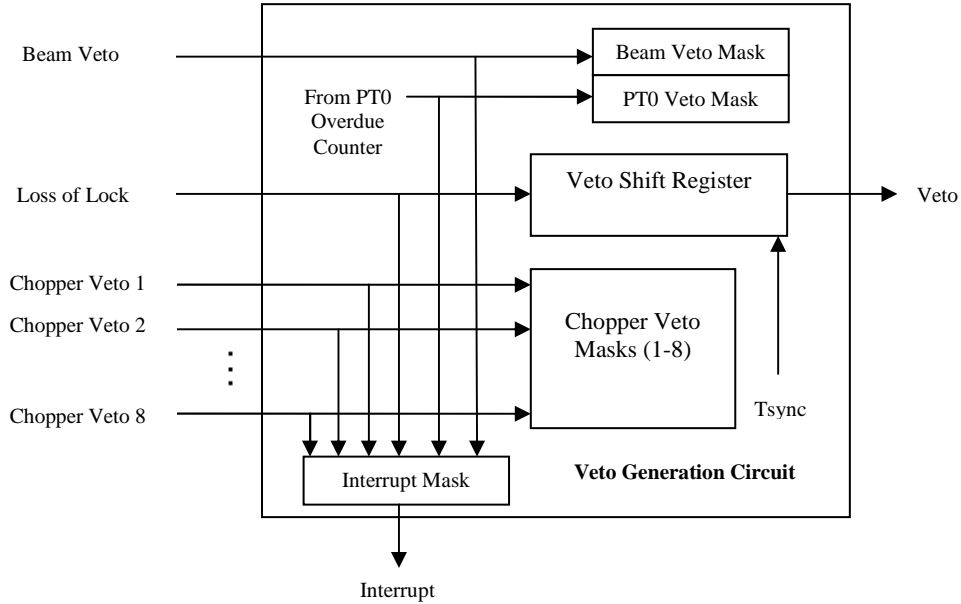 Beam Veto
Beam Veto Mask
From PT0
Overdue
Counter
PT0 Veto Mask
Loss of Lock
Veto Shift Register
Veto
Chopper Veto 1
Chopper Veto 2
⋮
Chopper Veto 8
Chopper Veto
Masks (1-8)
Tsync
Interrupt Mask
Veto Generation Circuit
Interrupt